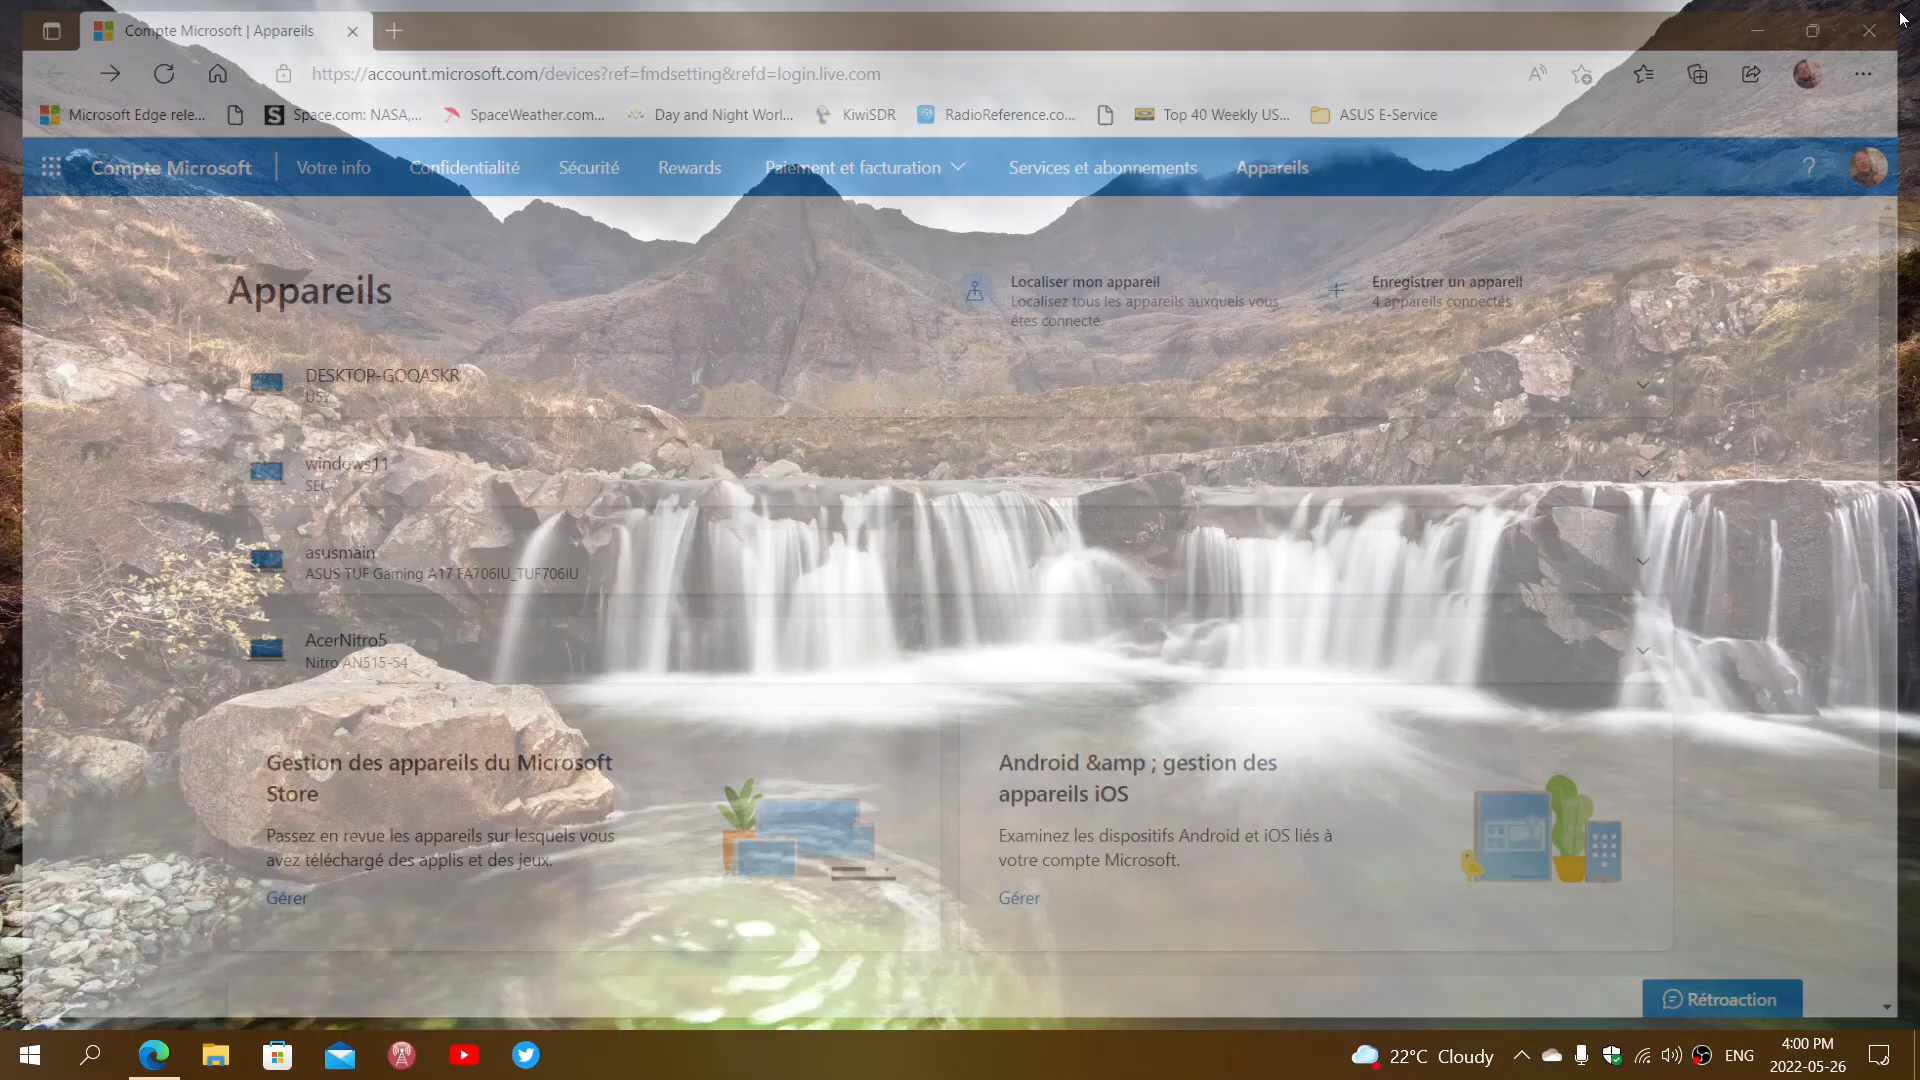 Compte Microsoft | Appareils
https://account.microsoft.com/devices?ref=fmdsetting&refd=login.live.com
Microsoft Edge rele...
Space.com: NASA,...
SpaceWeather.com...
Day and Night Worl...
KiwiSDR
RadioReference.co...
Top 40 Weekly US...
ASUS E-Service
Compte Microsoft
Votre info
Confidentialité
Sécurité
Rewards
Paiement et facturation
Services et abonnements
Appareils
?
Appareils
Localiser mon appareil
Localisez tous les appareils auxquels vous
êtes connecté.
Enregistrer un appareil
4 appareils connectés
DESKTOP-GOQASKR
U57
windows11
SEi
asusmain
ASUS TUF Gaming A17 FA706IU_TUF706IU
AcerNitro5
Nitro AN515-54
Gestion des appareils du Microsoft
Store
Passez en revue les appareils sur lesquels vous
avez téléchargé des applis et des jeux.
Gérer
Android &amp ; gestion des
appareils iOS
Examinez les dispositifs Android et iOS liés à
votre compte Microsoft.
Gérer
Rétroaction
22°C Cloudy
ENG
4:00 PM
2022-05-26